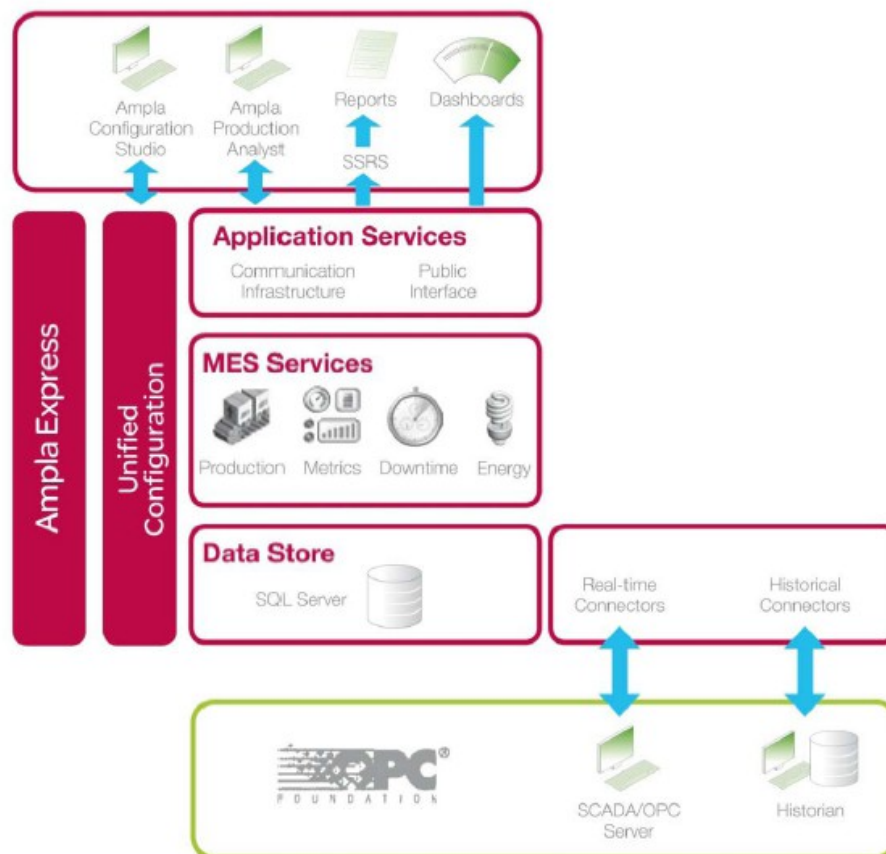 Ampla
Configuration
Studio
Ampla
Production
Analyst
Reports
SSRS
Dashboards
Ampla Express
Unified
Configuration
Application Services
Communication
Infrastructure
Public
Interface
MES Services
Production
Metrics
Downtime
Energy
Data Store
SQL Server
Real-time
Connectors
Historical
Connectors
OPC®
FOUNDATION
SCADA/OPC
Server
Historian